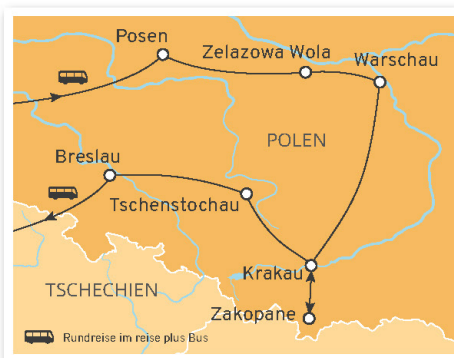 Posen
Zelazowa Wola
Warschau
POLEN
Breslau
Tschenstochau
Krakau
TSCHECHIEN
Zakopane
Rundreise im reise plus Bus